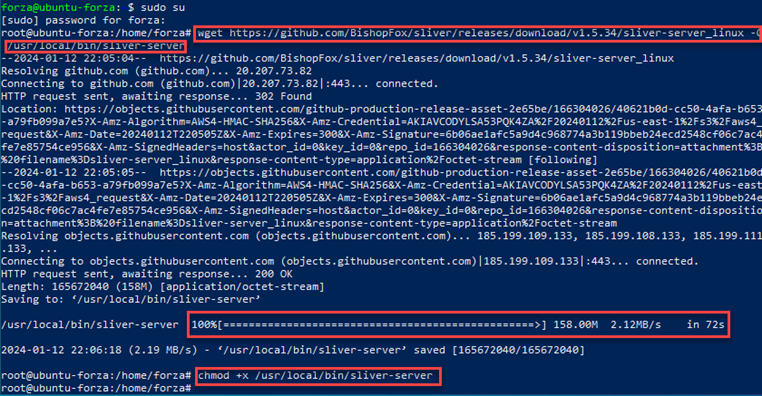 forza@ubuntu-forza: $ sudo su
[sudo] password for forza:
root@ubuntu-forza:/home/forza# wget https://github.com/BishopFox/sliver/releases/download/v1.5.34/sliver-server_linux -O
/usr/local/bin/sliver-server
--2024-01-12 22:05:04-- https://github.com/BishopFox/sliver/releases/download/v1.5.34/sliver-server_linux
Resolving github.com (github.com)... 20.207.73.82
Connecting to github.com (github.com)|20.207.73.82|:443... connected.
HTTP request sent, awaiting response... 302 Found
Location: https://objects.githubusercontent.com/github-production-release-asset-2e65be/166304026/40621b0d-cc50-4afa-b653
-a79fb099a7e5?X-Amz-Algorithm=AWS4-HMAC-SHA256&X-Amz-Credential=AKIAVCODYLSA53PQK4ZA%2F20240112%2Fus-east-1%2Fs3%2Faws4_
request&X-Amz-Date=20240112T220505Z&X-Amz-Expires=300&X-Amz-Signature=6b06ae1afc5a9d4c968774a3b119bbeb24ecd2548cf06c7ac4
fe7e85754ce956&X-Amz-SignedHeaders=host&actor_id=0&key_id=0&repo_id=166304026&response-content-disposition=attachment%3B
%20filename%3Dsliver-server_linux&response-content-type=application%2Foctet-stream [following]
--2024-01-12 22:05:05-- https://objects.githubusercontent.com/github-production-release-asset-2e65be/166304026/40621b0d
-cc50-4afa-b653-a79fb099a7e5?X-Amz-Algorithm=AWS4-HMAC-SHA256&X-Amz-Credential=AKIAVCODYLSA53PQK4ZA%2F20240112%2Fus-east
-1%2Fs3%2Faws4_request&X-Amz-Date=20240112T220505Z&X-Amz-Expires=300&X-Amz-Signature=6b06ae1afc5a9d4c968774a3b119bbeb24e
cd2548cf06c7ac4fe7e85754ce956&X-Amz-SignedHeaders=host&actor_id=0&key_id=0&repo_id=166304026&response-content-dispositio
n=attachment%3B%20filename%3Dsliver-server_linux&response-content-type=application%2Foctet-stream
Resolving objects.githubusercontent.com (objects.githubusercontent.com)... 185.199.109.133, 185.199.108.133, 185.199.111
.133, ...
Connecting to objects.githubusercontent.com (objects.githubusercontent.com)|185.199.109.133|:443... connected.
HTTP request sent, awaiting response... 200 OK
Length: 165672040 (158M) [application/octet-stream]
Saving to: ‘/usr/local/bin/sliver-server’
/usr/local/bin/sliver-server 100%[=================================================>] 158.00M 2.12MB/s in 72s
2024-01-12 22:06:18 (2.19 MB/s) - ‘/usr/local/bin/sliver-server’ saved [165672040/165672040]
root@ubuntu-forza:/home/forza# chmod +x /usr/local/bin/sliver-server
root@ubuntu-forza:/home/forza#